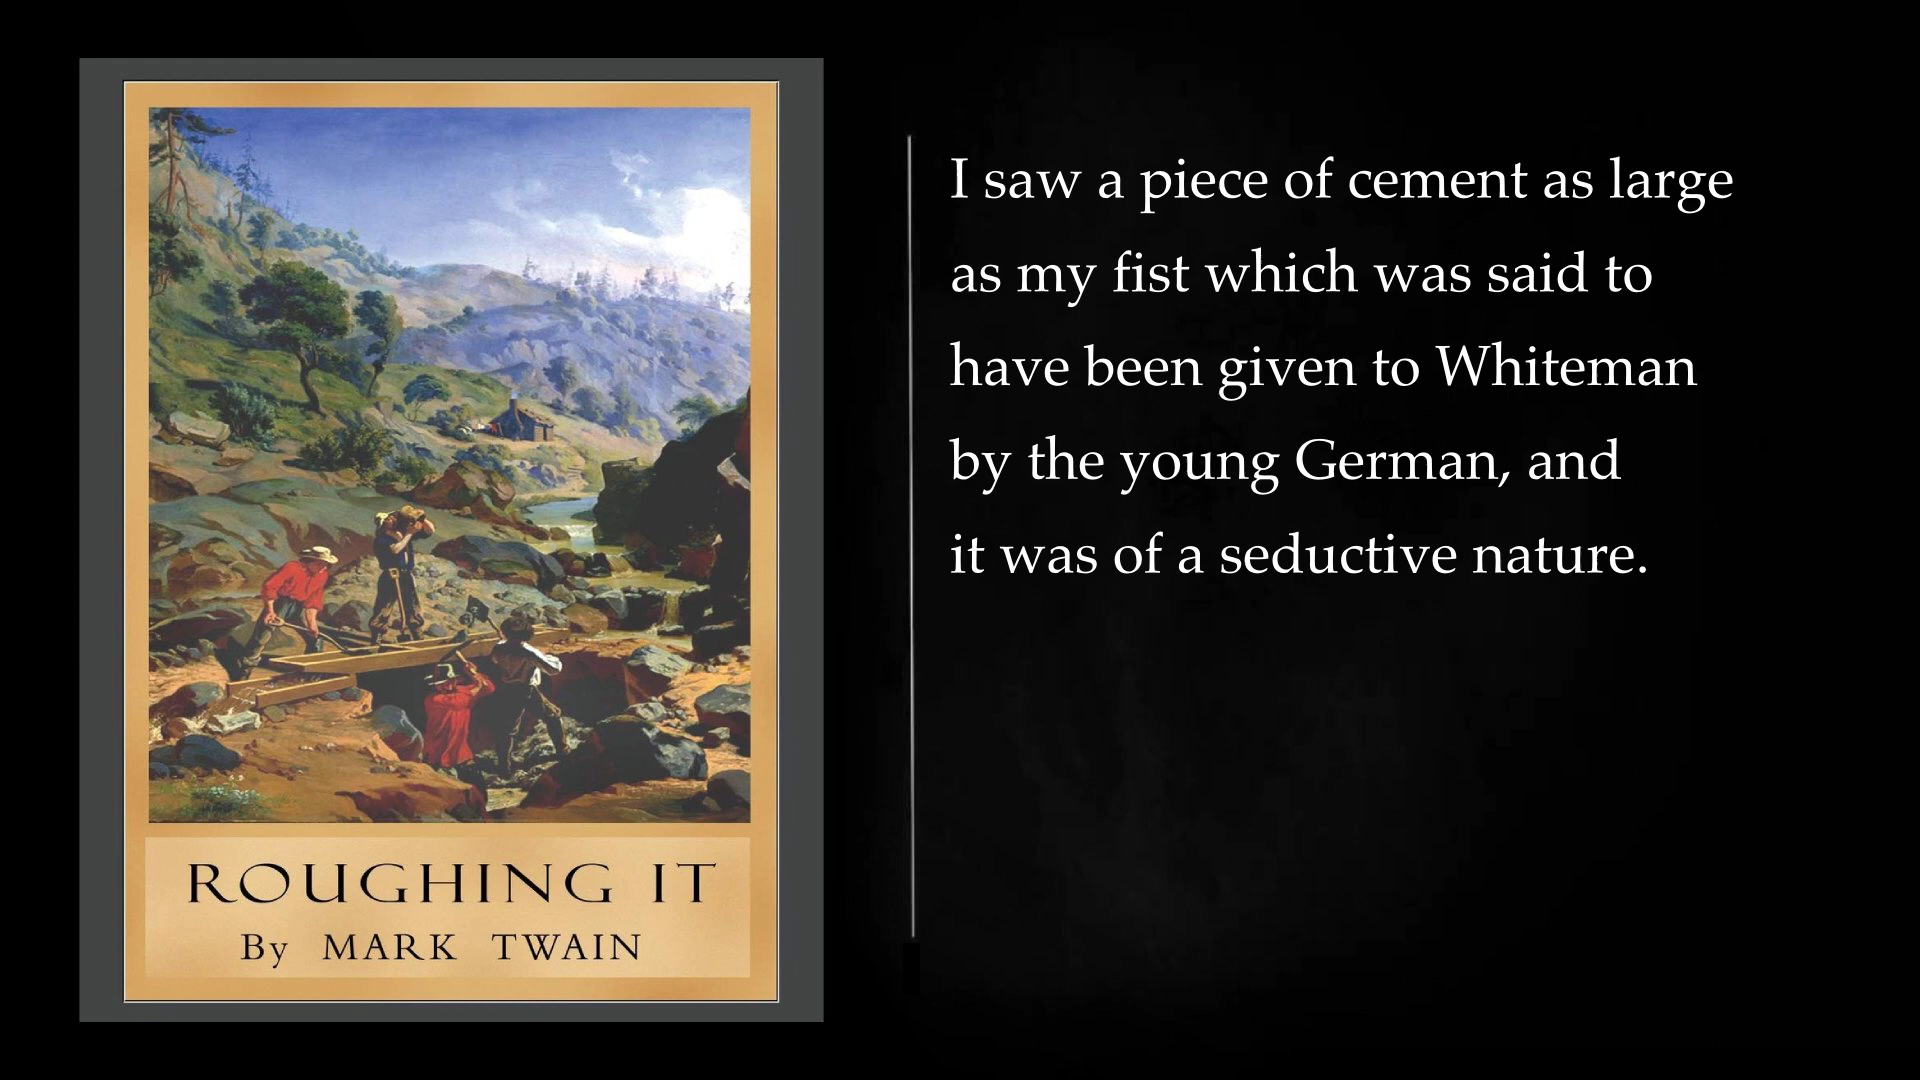 ROUGHING IT
By MARK TWAIN
I saw a piece of cement as large
as my fist which was said to
have been given to Whiteman
by the young German, and
it was of a seductive nature.